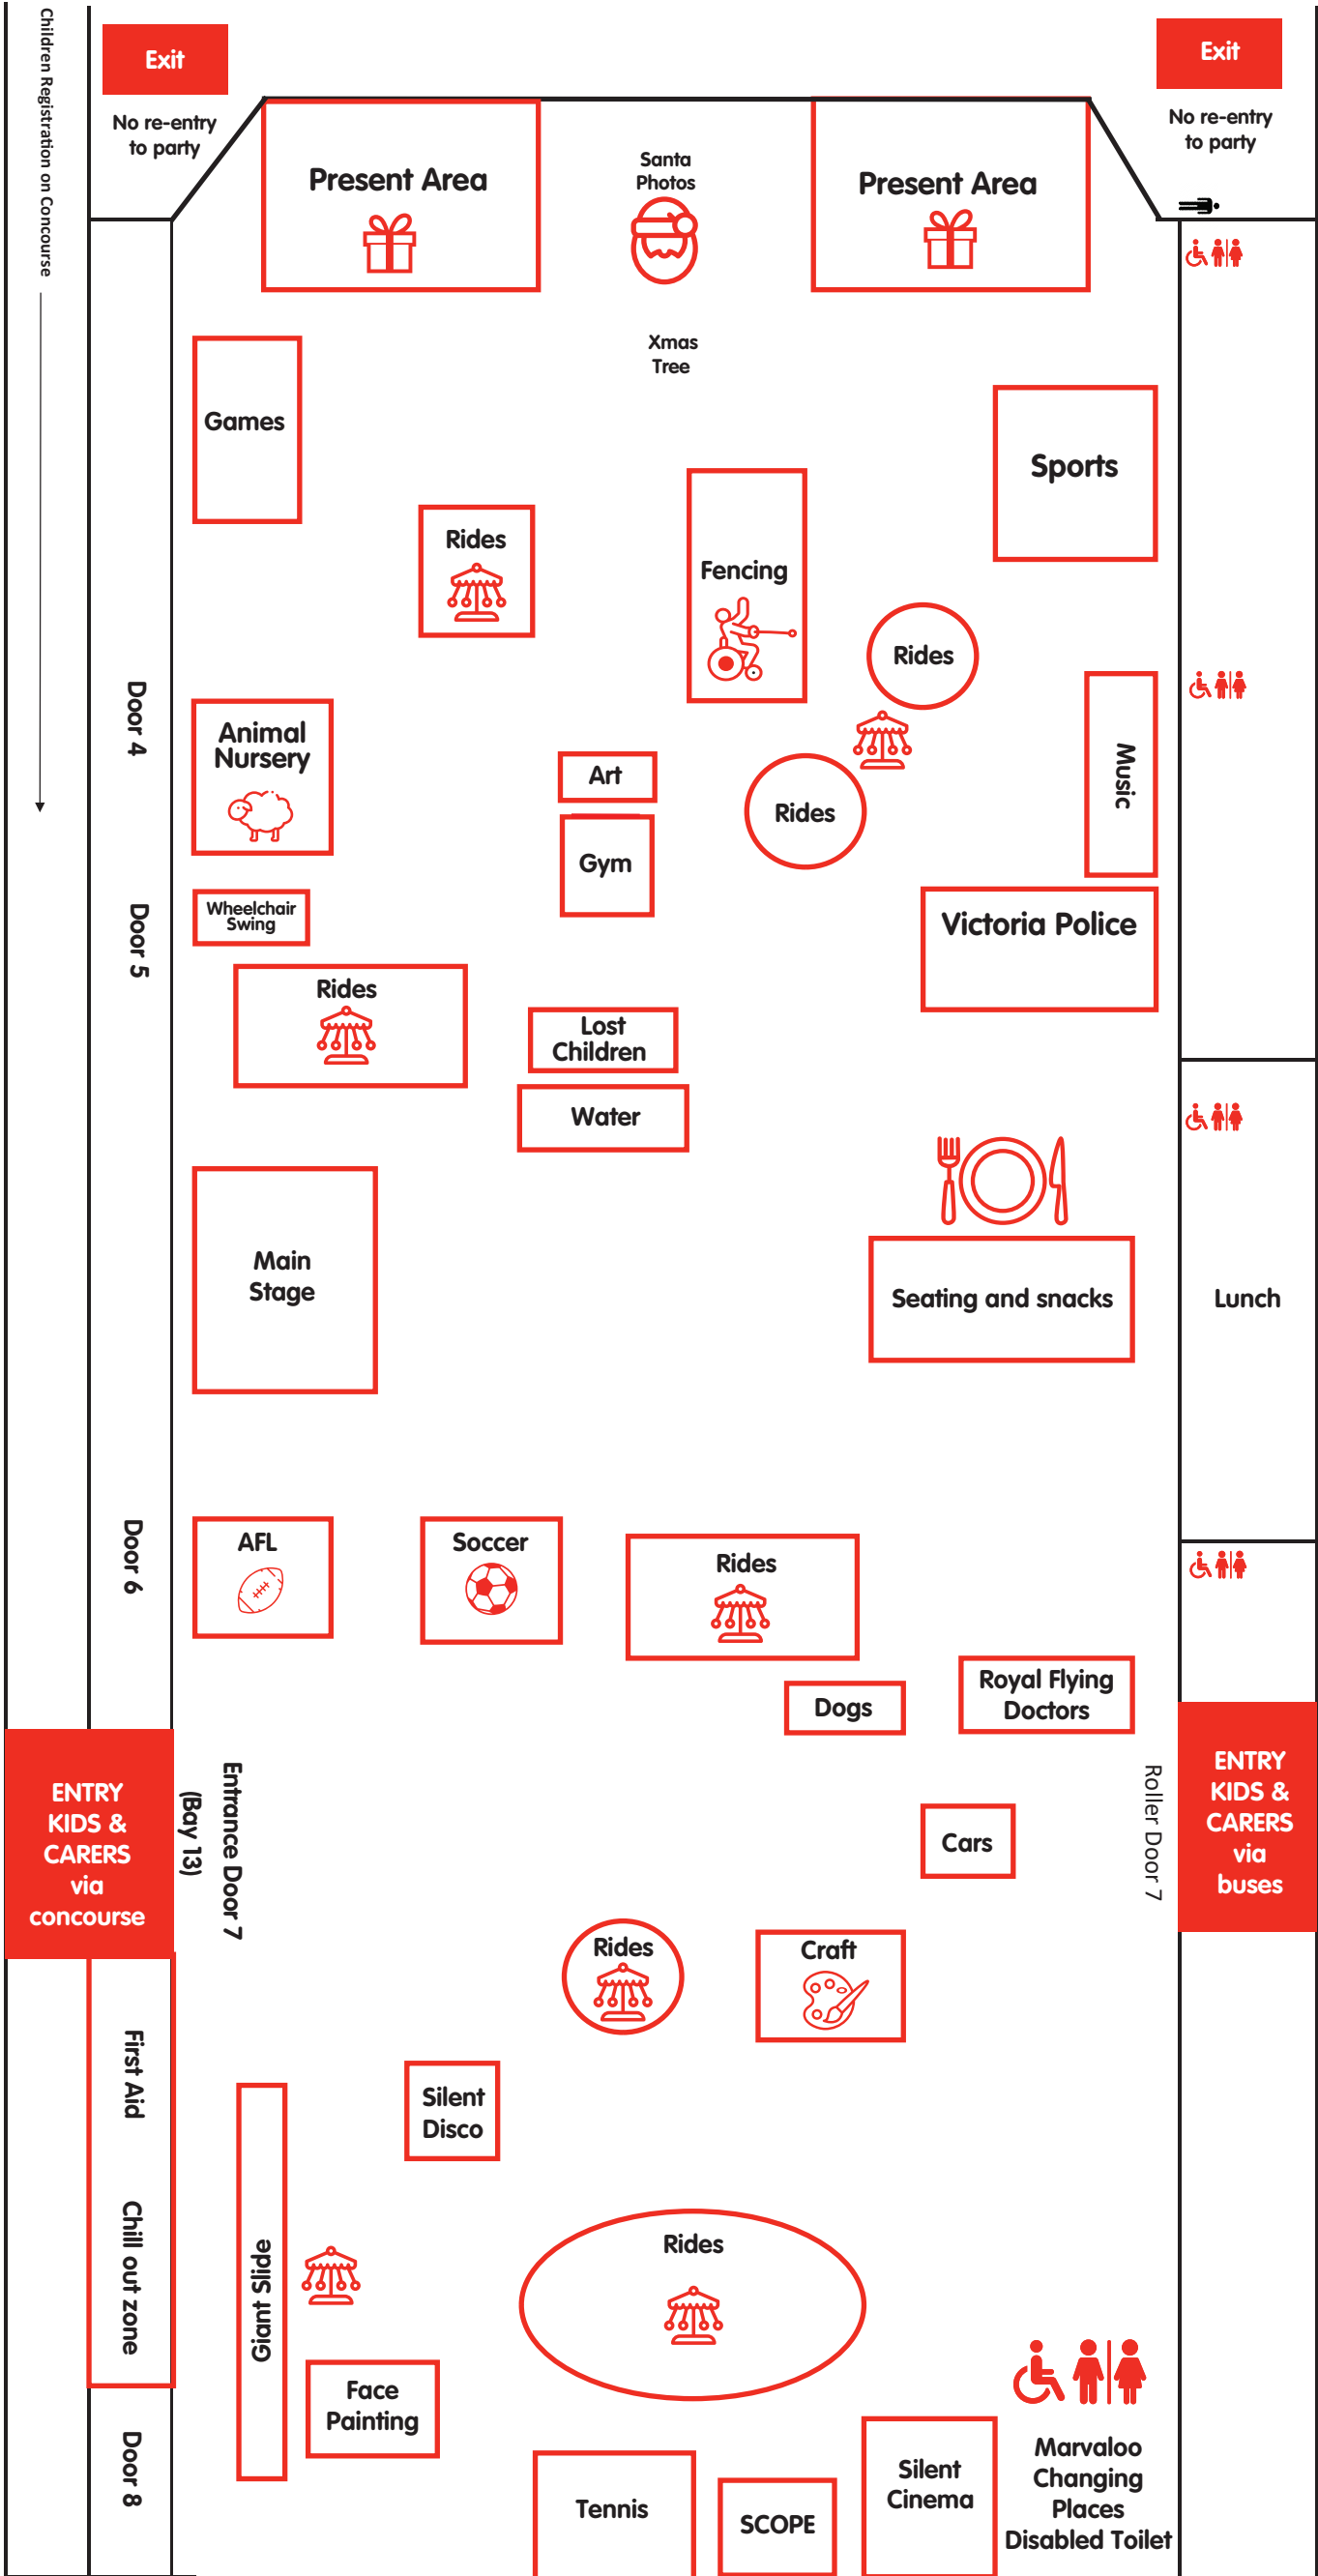 Children Registration on Concourse
Exit
No re-entry
to party
Exit
No re-entry
to party
Present Area
Santa
Photos
Present Area
Xmas
Tree
Games
Sports
Rides
Fencing
Rides
Door 4
Animal
Nursery
Music
Art
Rides
Gym
Door 5
Wheelchair
Swing
Victoria Police
Rides
Lost
Children
Water
Main
Stage
Seating and snacks
Lunch
Door 6
AFL
Soccer
Rides
Royal Flying
Doctors
Dogs
ENTRY
KIDS &
CARERS
via
concourse
Entrance Door 7
(Bay 13)
Roller Door 7
ENTRY
KIDS &
CARERS
via
buses
Cars
Rides
Craft
First Aid
Silent
Disco
Chill out zone
Giant Slide
Rides
Face
Painting
Door 8
Tennis
SCOPE
Silent
Cinema
Marvaloo
Changing
Places
Disabled Toilet